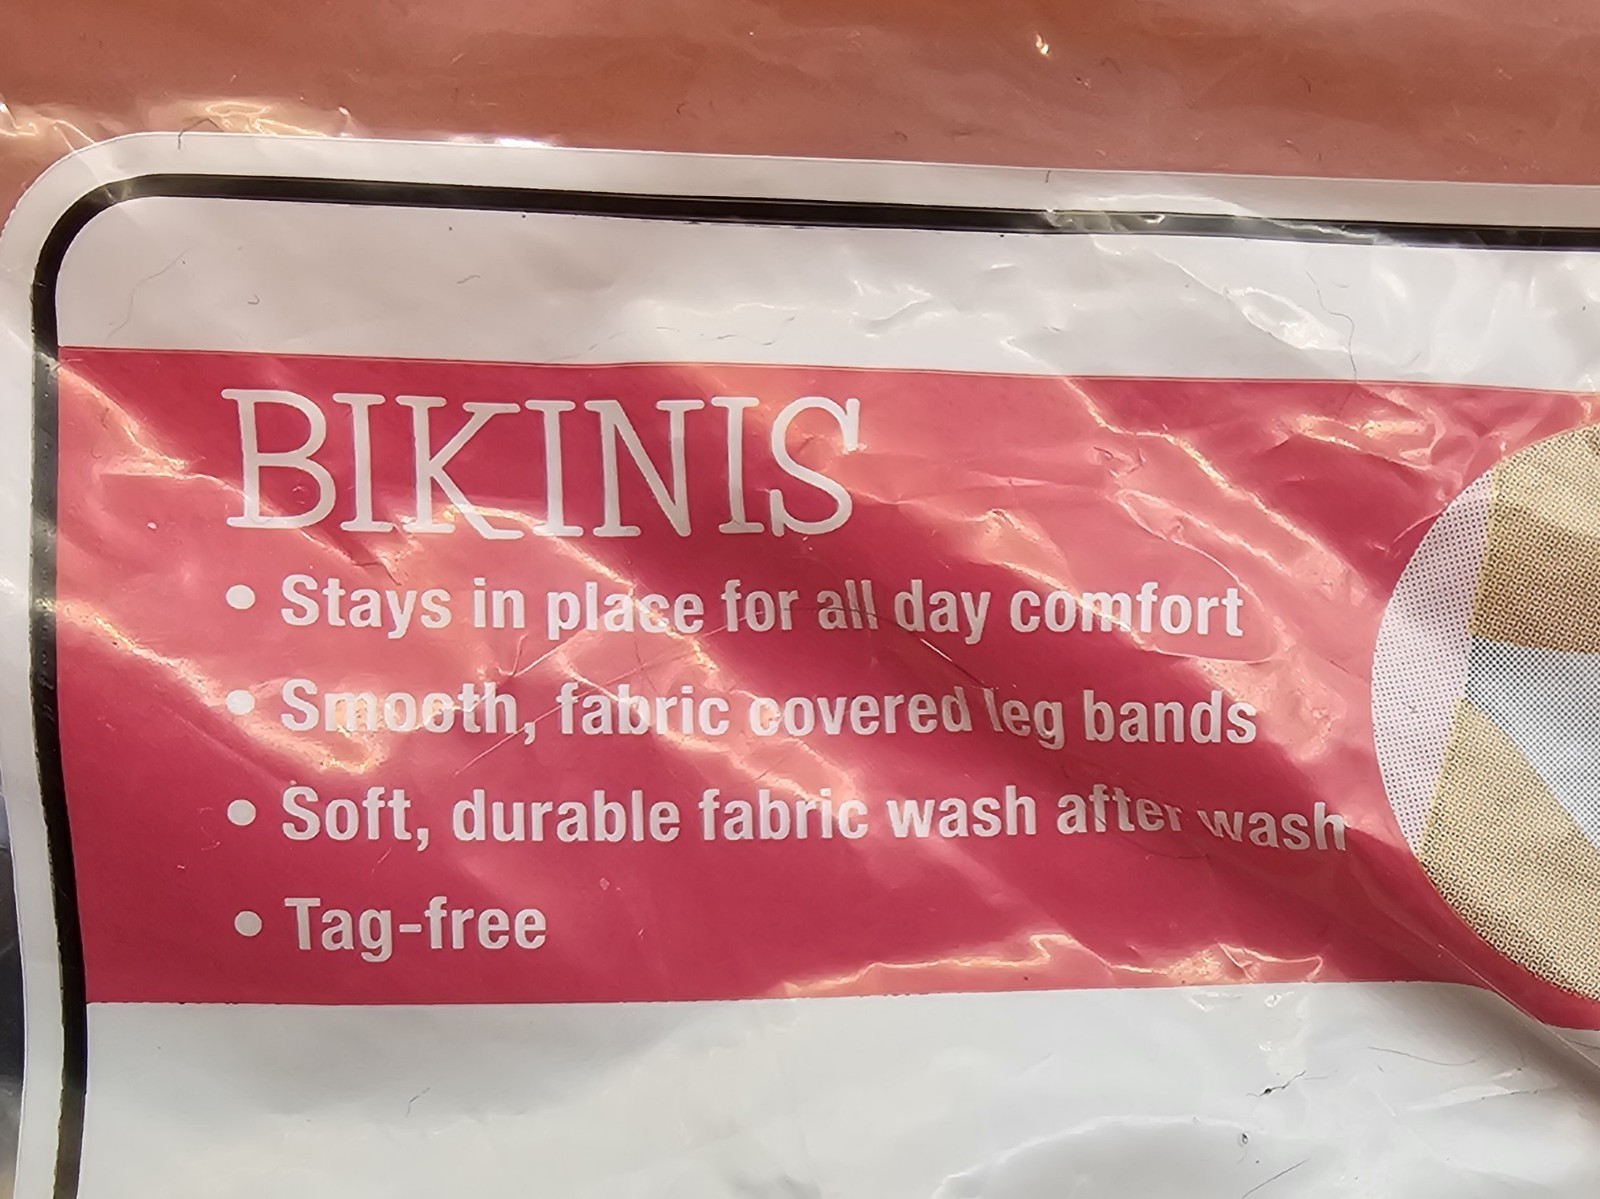 BIKINIS
• Stays in place for all day comfort
• Smooth, fabric covered leg bands
• Soft, durable fabric wash after wash
• Tag-free